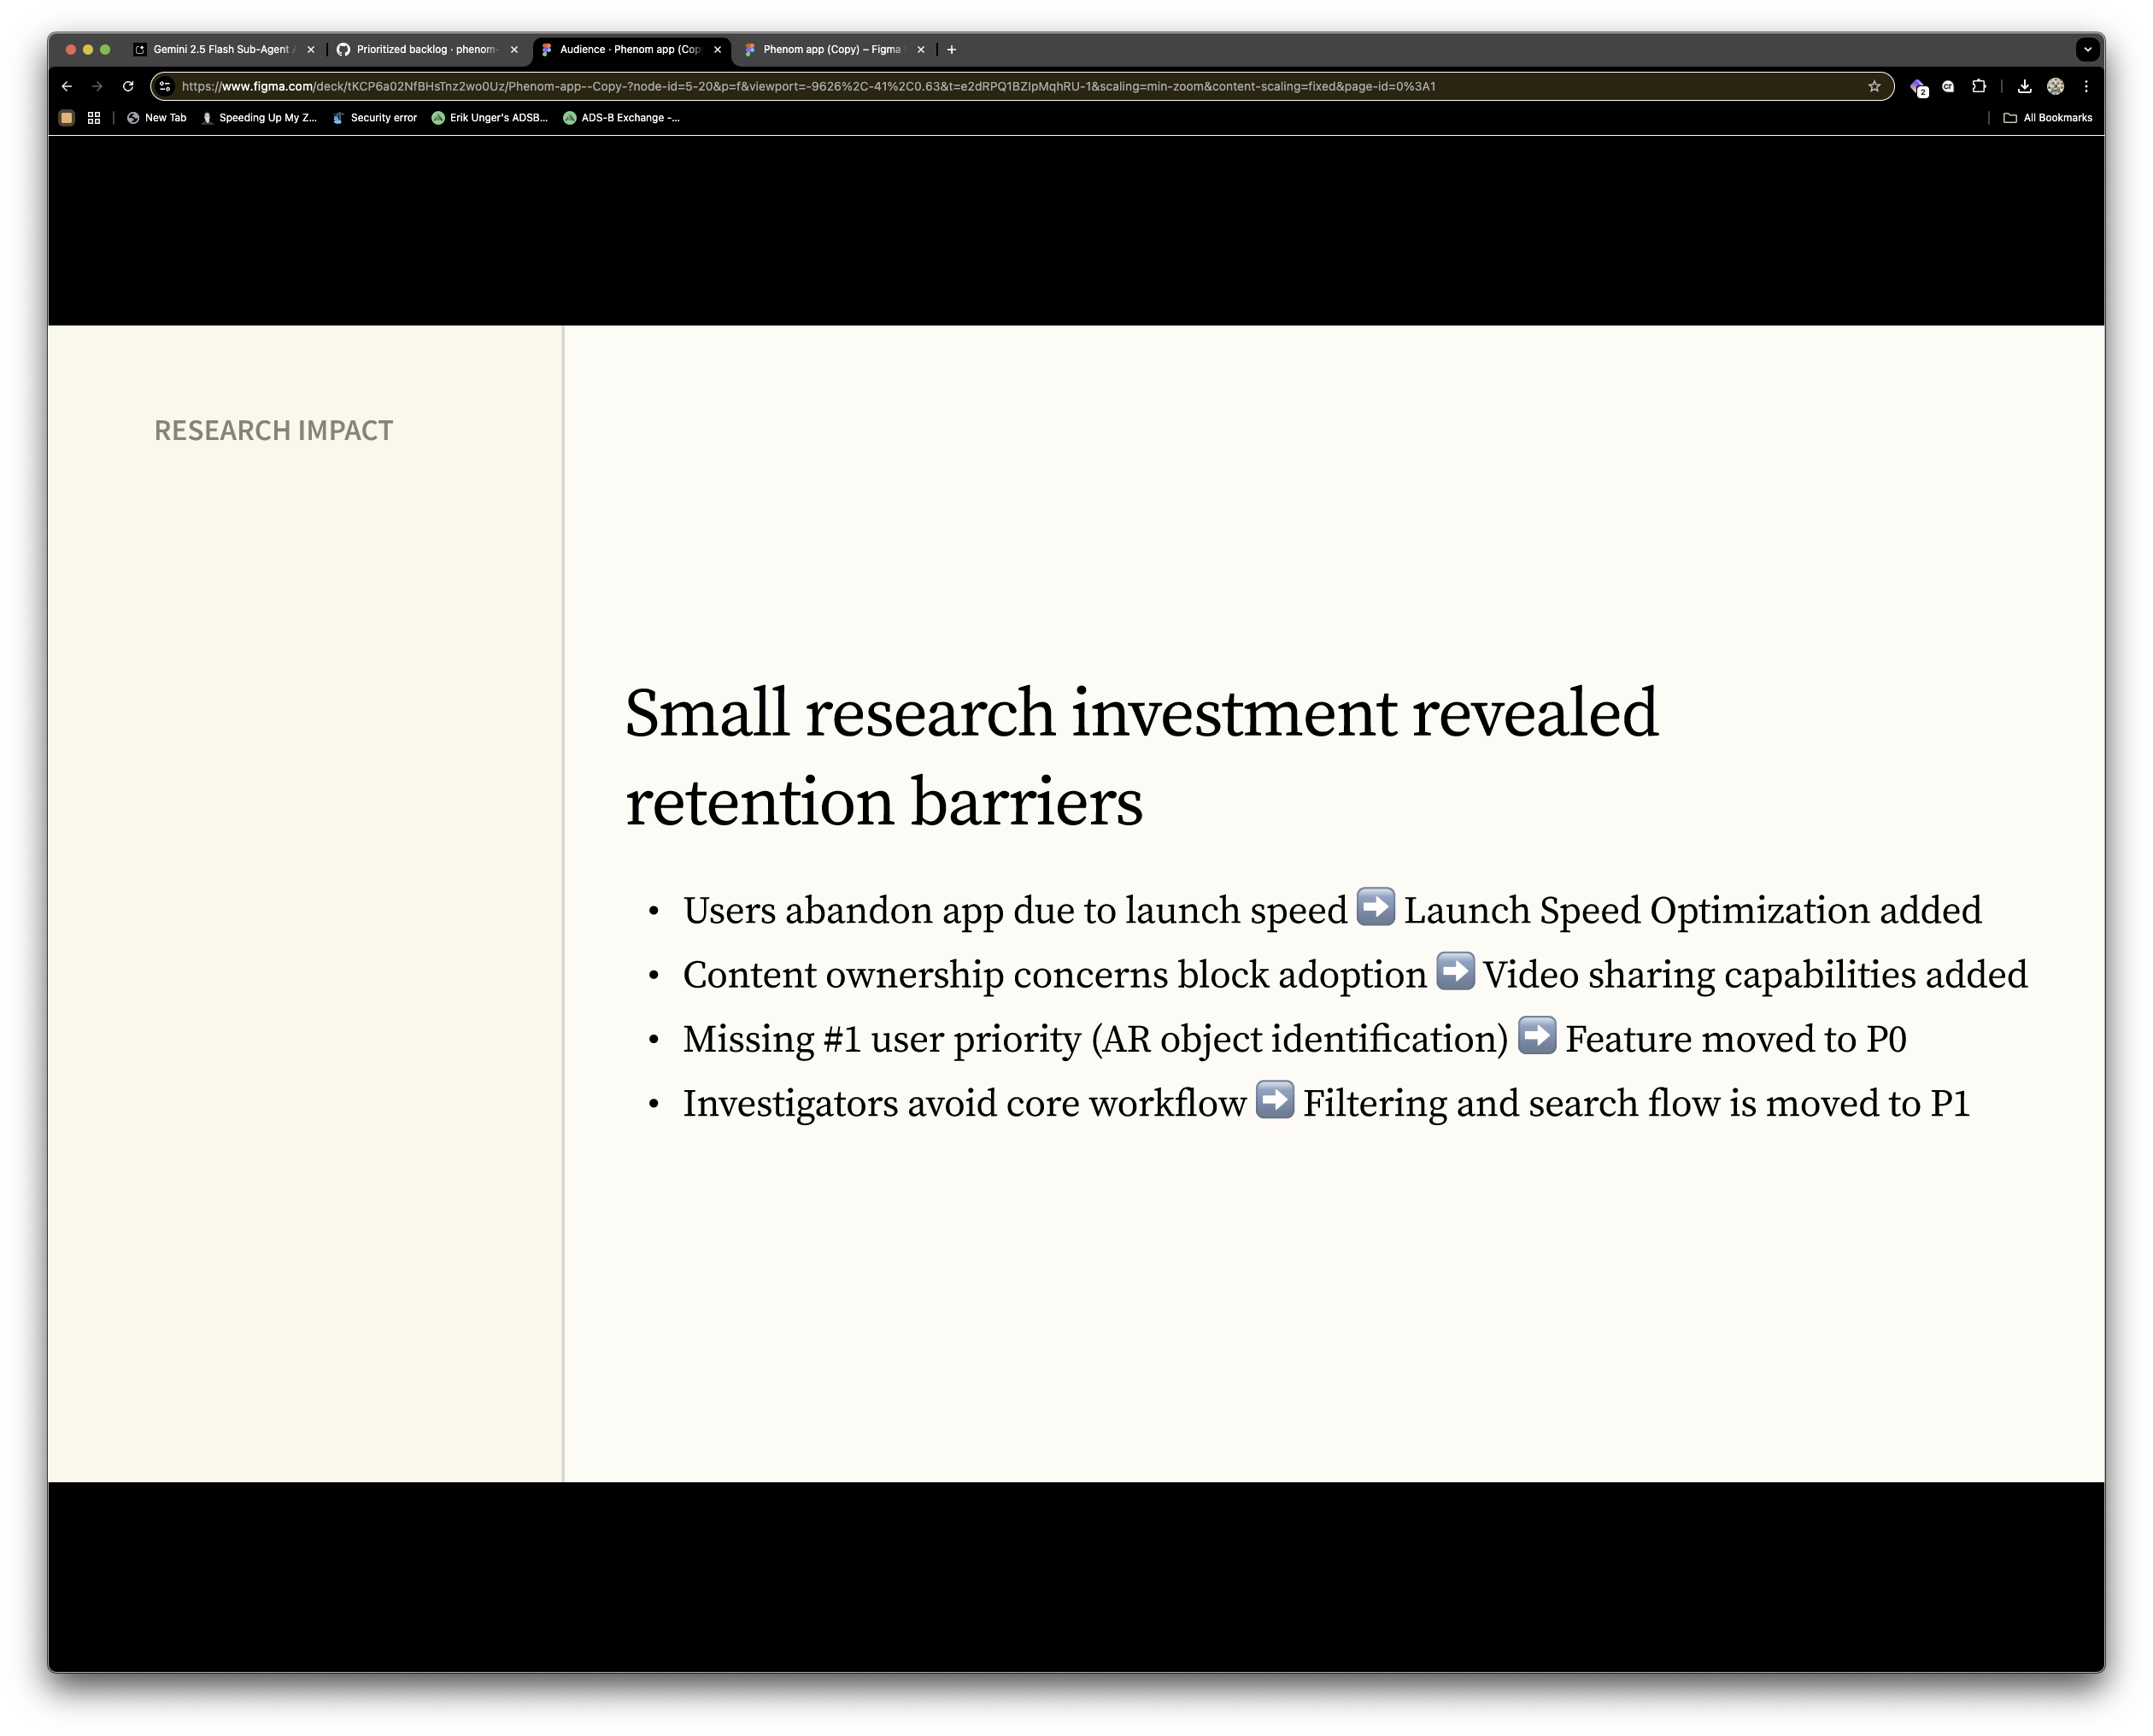 Gemini 2.5 Flash Sub-Agent
Prioritized backlog · phenom-
Audience · Phenom app (Cop
Phenom app (Copy) – Figma
https://www.figma.com/deck/tKCP6a02NfBHsTnz2wo0Uz/Phenom-app--Copy-?node-id=5-20&p=f&viewport=-9626%2C-41%2C0.63&t=e2dRPQ1BZIpMqhRU-1&scaling=min-zoom&content-scaling=fixed&page-id=0%3A1
2
New Tab
Speeding Up My Z...
Security error
Erik Unger's ADSB...
ADS-B Exchange -...
All Bookmarks
RESEARCH IMPACT
Small research investment revealed
retention barriers
• Users abandon app due to launch speed ➡️ Launch Speed Optimization added
• Content ownership concerns block adoption ➡️ Video sharing capabilities added
• Missing #1 user priority (AR object identification) ➡️ Feature moved to P0
• Investigators avoid core workflow ➡️ Filtering and search flow is moved to P1